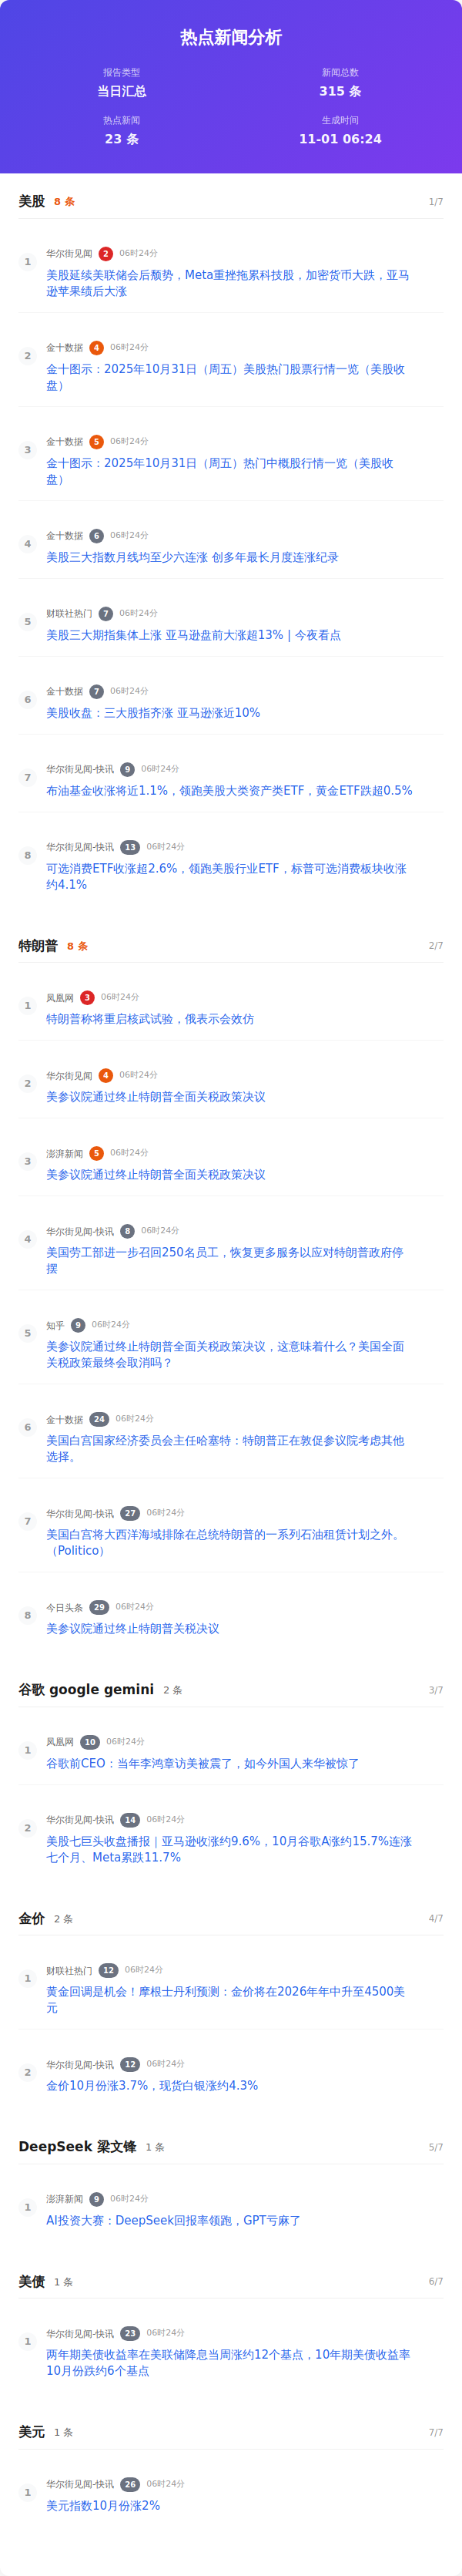 热点新闻分析
报告类型
新闻总数
当日汇总
315 条
热点新闻
生成时间
23 条
11-01 06:24
美股 8 条 1/7
1 华尔街见闻 2 06时24分
美股延续美联储会后颓势，Meta重挫拖累科技股，加密货币大跌，亚马
逊苹果绩后大涨
2 金十数据 4 06时24分
金十图示：2025年10月31日（周五）美股热门股票行情一览（美股收
盘）
3 金十数据 5 06时24分
金十图示：2025年10月31日（周五）热门中概股行情一览（美股收
盘）
4 金十数据 6 06时24分
美股三大指数月线均至少六连涨 创多年最长月度连涨纪录
5 财联社热门 7 06时24分
美股三大期指集体上涨 亚马逊盘前大涨超13% | 今夜看点
6 金十数据 7 06时24分
美股收盘：三大股指齐涨 亚马逊涨近10%
7 华尔街见闻-快讯 9 06时24分
布油基金收涨将近1.1%，领跑美股大类资产类ETF，黄金ETF跌超0.5%
8 华尔街见闻-快讯 13 06时24分
可选消费ETF收涨超2.6%，领跑美股行业ETF，标普可选消费板块收涨
约4.1%
特朗普 8 条 2/7
1 凤凰网 3 06时24分
特朗普称将重启核武试验，俄表示会效仿
2 华尔街见闻 4 06时24分
美参议院通过终止特朗普全面关税政策决议
3 澎湃新闻 5 06时24分
美参议院通过终止特朗普全面关税政策决议
4 华尔街见闻-快讯 8 06时24分
美国劳工部进一步召回250名员工，恢复更多服务以应对特朗普政府停
摆
5 知乎 9 06时24分
美参议院通过终止特朗普全面关税政策决议，这意味着什么？美国全面
关税政策最终会取消吗？
6 金十数据 24 06时24分
美国白宫国家经济委员会主任哈塞特：特朗普正在敦促参议院考虑其他
选择。
7 华尔街见闻-快讯 27 06时24分
美国白宫将大西洋海域排除在总统特朗普的一系列石油租赁计划之外。
（Politico）
8 今日头条 29 06时24分
美参议院通过终止特朗普关税决议
谷歌 google gemini 2 条 3/7
1 凤凰网 10 06时24分
谷歌前CEO：当年李鸿章访美被震了，如今外国人来华被惊了
2 华尔街见闻-快讯 14 06时24分
美股七巨头收盘播报｜亚马逊收涨约9.6%，10月谷歌A涨约15.7%连涨
七个月、Meta累跌11.7%
金价 2 条 4/7
1 财联社热门 12 06时24分
黄金回调是机会！摩根士丹利预测：金价将在2026年年中升至4500美
元
2 华尔街见闻-快讯 12 06时24分
金价10月份涨3.7%，现货白银涨约4.3%
DeepSeek 梁文锋 1 条 5/7
1 澎湃新闻 9 06时24分
AI投资大赛：DeepSeek回报率领跑，GPT亏麻了
美债 1 条 6/7
1 华尔街见闻-快讯 23 06时24分
两年期美债收益率在美联储降息当周涨约12个基点，10年期美债收益率
10月份跌约6个基点
美元 1 条 7/7
1 华尔街见闻-快讯 26 06时24分
美元指数10月份涨2%